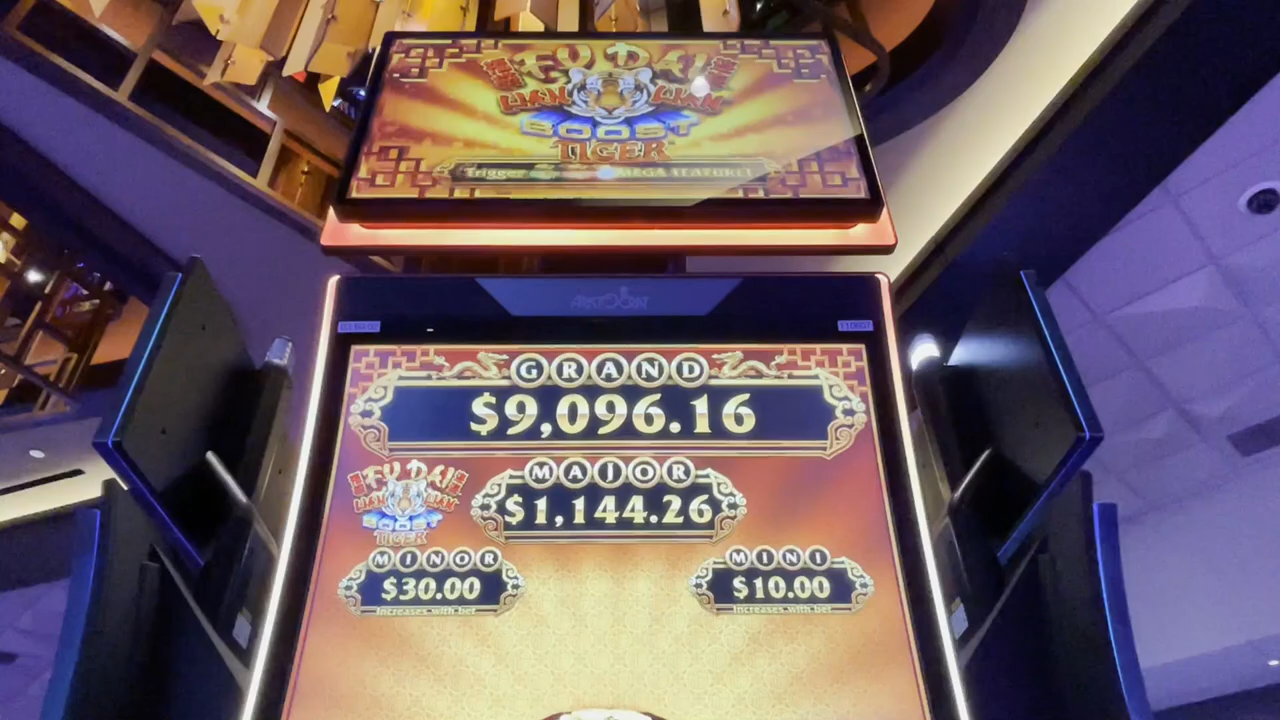 FU DAI
LIAN LIAN
BOOST
TIGER
Trigger MEGA FEATURE!
ARISTOCRAT
GRAND
$9,096.16
MAJOR
$1,144.26
FU DAI
LIAN LIAN
BOOST
TIGER
MINOR
$30.00
Increases with bet
MINI
$10.00
Increases with bet